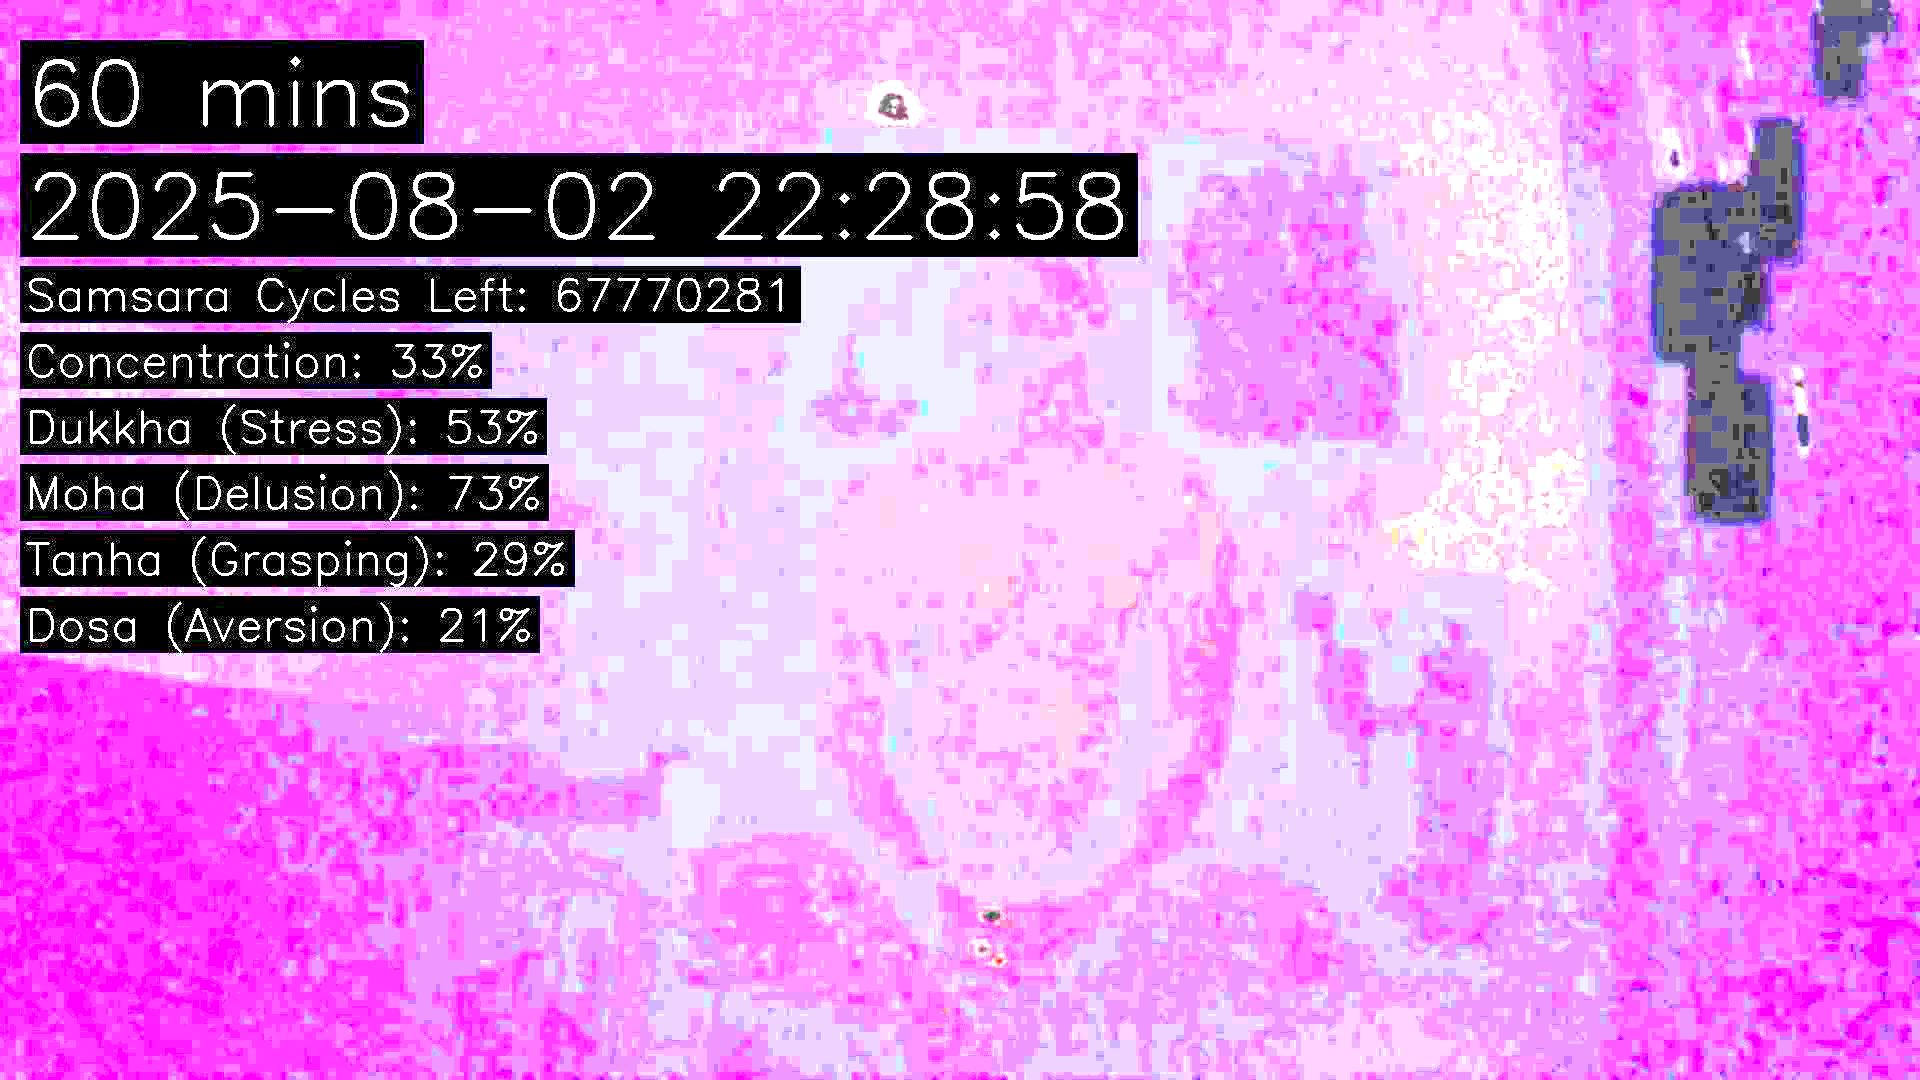 60 mins
2025-08-02 22:28:58
Samsara Cycles Left: 67770281
Concentration: 33%
Dukkha (Stress): 53%
Moha (Delusion): 73%
Tanha (Grasping): 29%
Dosa (Aversion): 21%